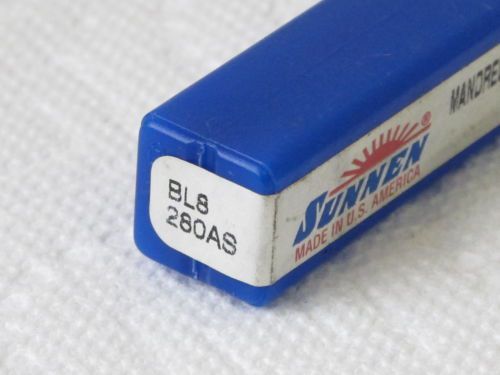 BL8
280AS
SUNNEN®
MADE IN U.S. AMERICA